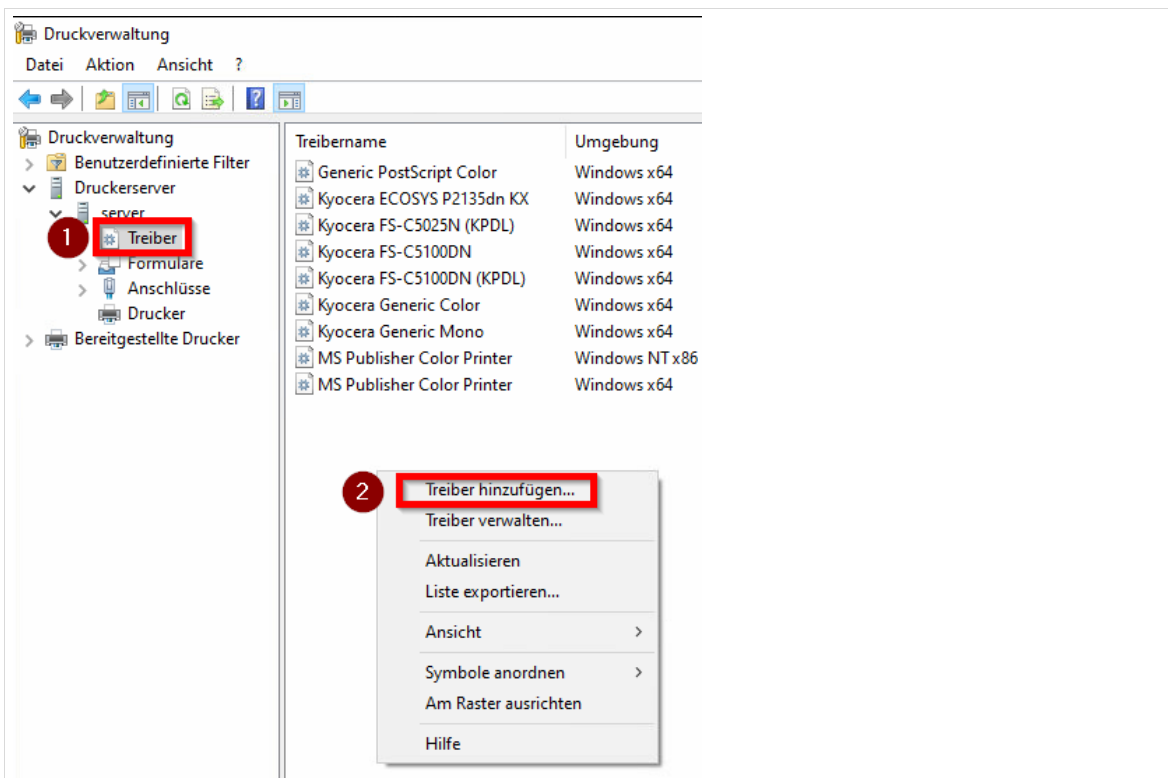 Druckverwaltung
Datei Aktion Ansicht ?
Druckverwaltung
Benutzerdefinierte Filter
Druckerserver
server
1 Treiber
Formulare
Anschlüsse
Drucker
Bereitgestellte Drucker
Treibername Umgebung
Generic PostScript Color Windows x64
Kyocera ECOSYS P2135dn KX Windows x64
Kyocera FS-C5025N (KPDL) Windows x64
Kyocera FS-C5100DN Windows x64
Kyocera FS-C5100DN (KPDL) Windows x64
Kyocera Generic Color Windows x64
Kyocera Generic Mono Windows x64
MS Publisher Color Printer Windows NT x86
MS Publisher Color Printer Windows x64
2 Treiber hinzufügen...
Treiber verwalten...
Aktualisieren
Liste exportieren...
Ansicht
Symbole anordnen
Am Raster ausrichten
Hilfe